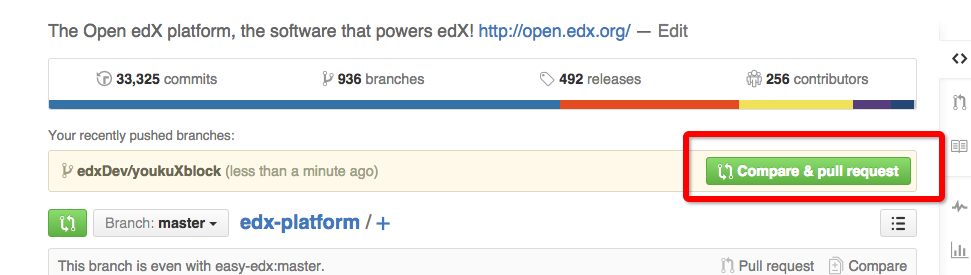 The Open edX platform, the software that powers edX! http://open.edx.org/ — Edit
33,325 commits 936 branches 492 releases 256 contributors
Your recently pushed branches:
edxDev/youkuXblock (less than a minute ago) Compare & pull request
Branch: master edx-platform / +
This branch is even with easy-edx:master. Pull request Compare